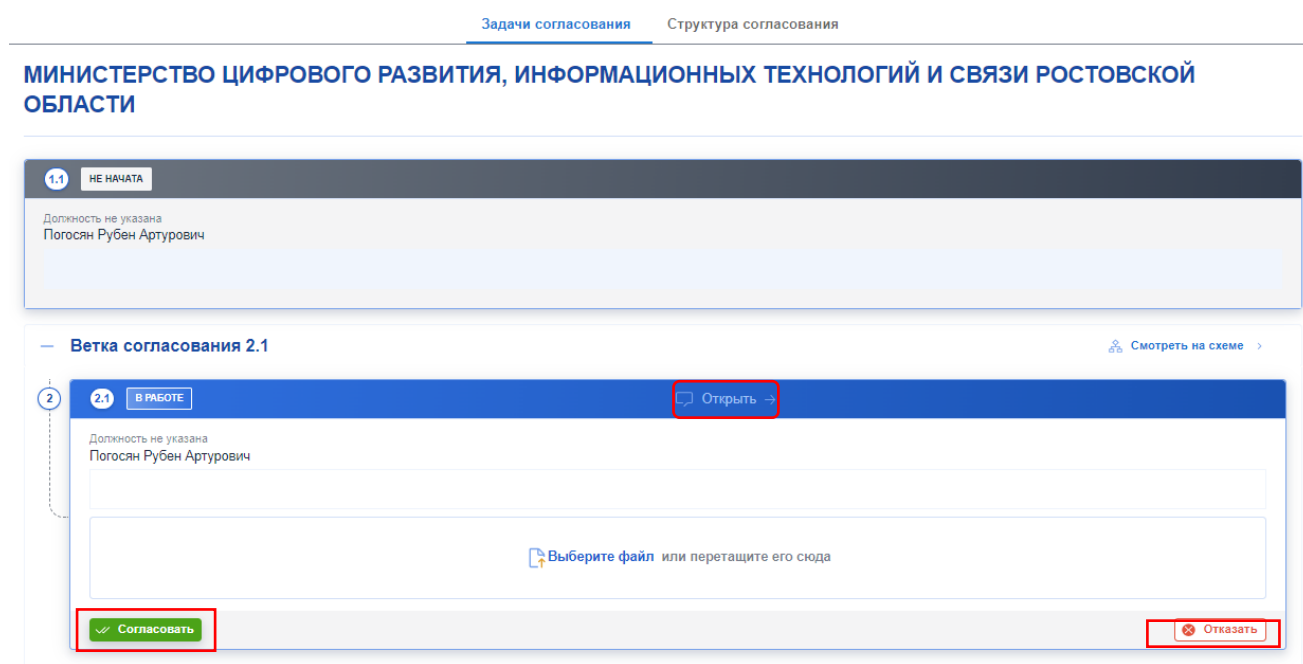 Задачи согласования Структура согласования
МИНИСТЕРСТВО ЦИФРОВОГО РАЗВИТИЯ, ИНФОРМАЦИОННЫХ ТЕХНОЛОГИЙ И СВЯЗИ РОСТОВСКОЙ
ОБЛАСТИ
1.1 НЕ НАЧАТА
Должность не указана
Погосян Рубен Артурович
Ветка согласования 2.1 Смотреть на схеме
2 2.1 В РАБОТЕ Открыть →
Должность не указана
Погосян Рубен Артурович
Выберите файл или перетащите его сюда
Согласовать Отказать